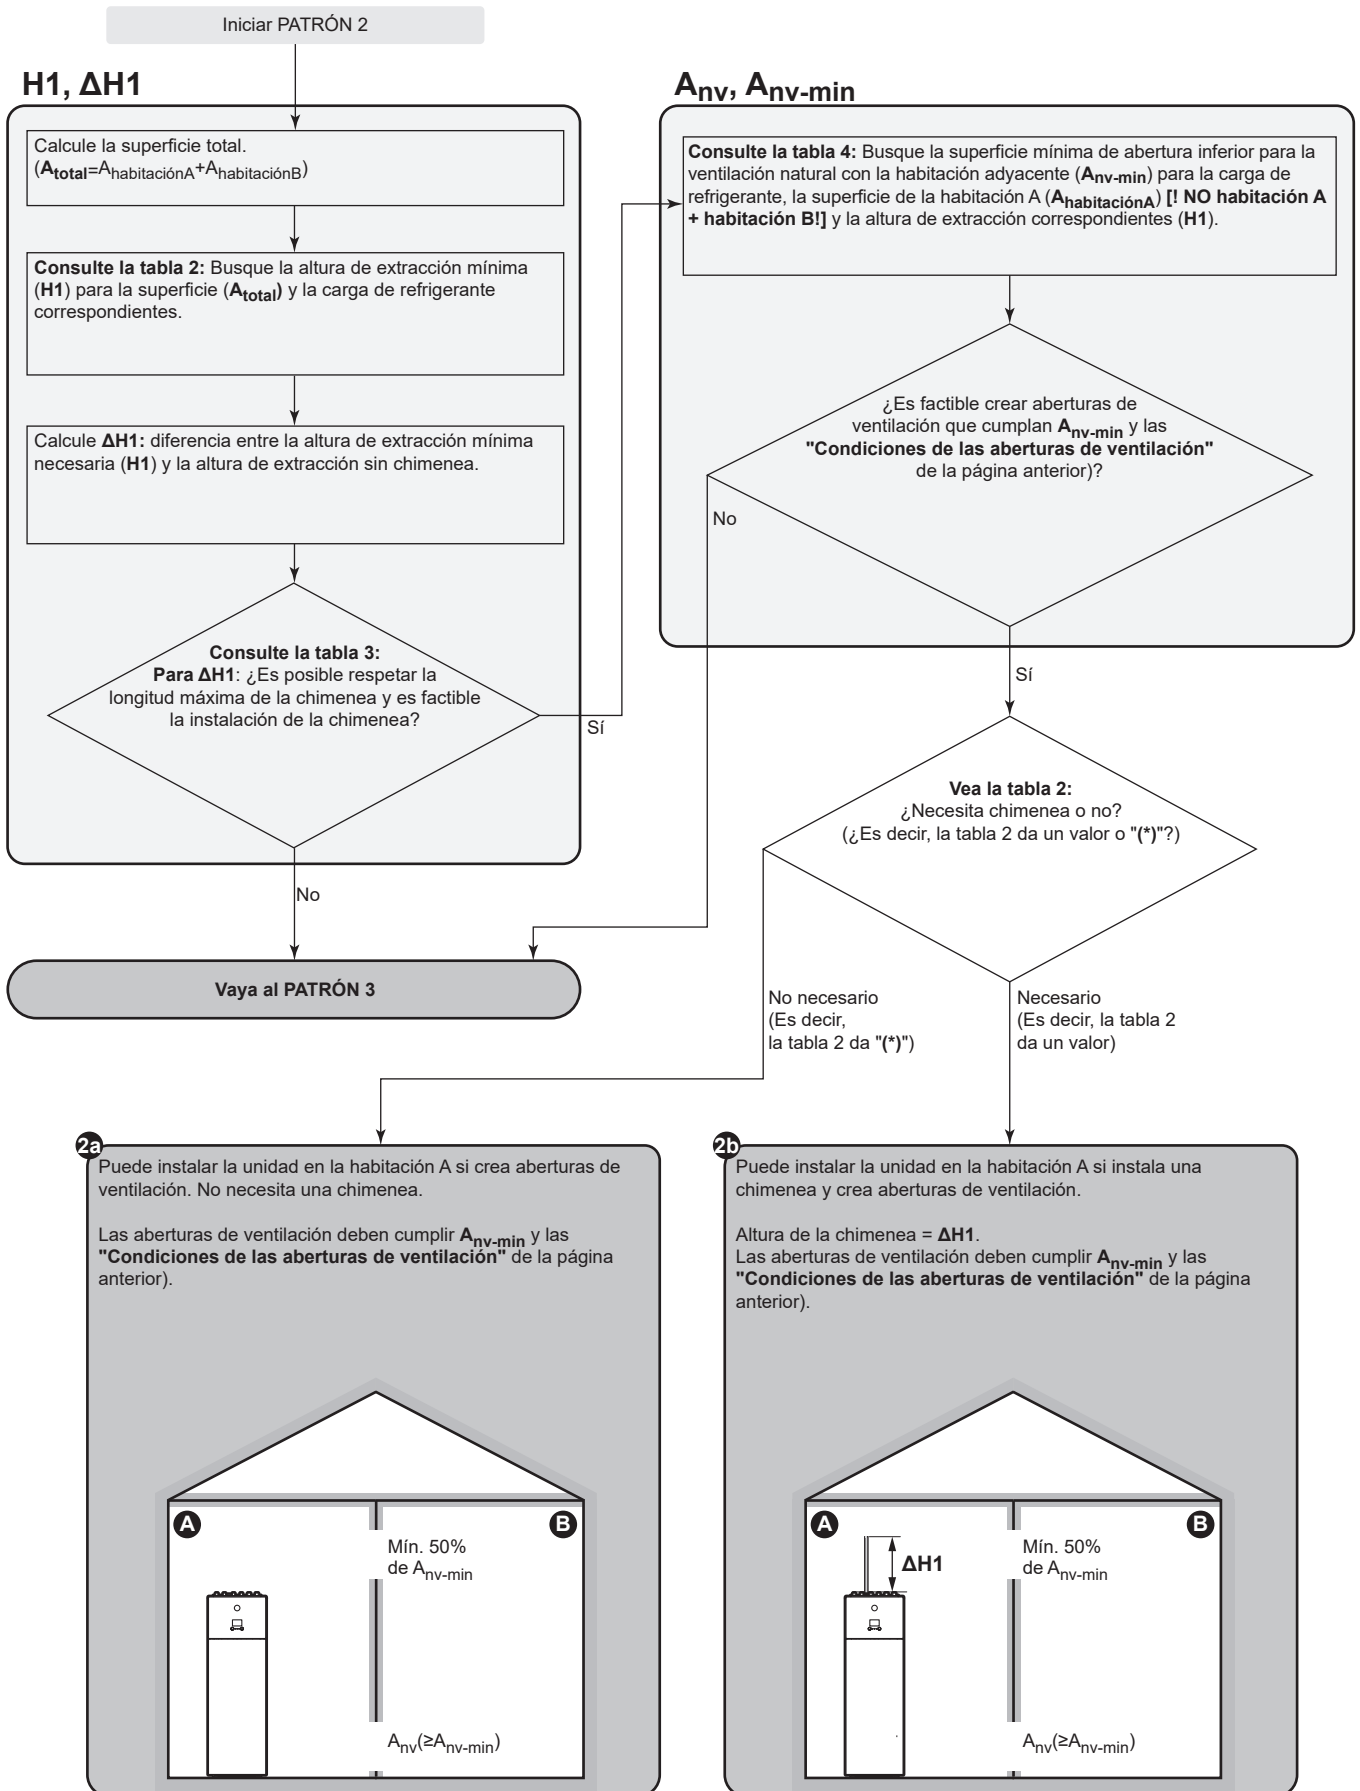 Iniciar PATRÓN 2
H1, ΔH1
Calcule la superficie total.
(Atotal=AhabitaciónA+AhabitaciónB)
Consulte la tabla 2: Busque la altura de extracción mínima
(H1) para la superficie (Atotal) y la carga de refrigerante
correspondientes.
Calcule ΔH1: diferencia entre la altura de extracción mínima
necesaria (H1) y la altura de extracción sin chimenea.
Consulte la tabla 3:
Para ΔH1: ¿Es posible respetar la
longitud máxima de la chimenea y es factible
la instalación de la chimenea?
Sí
No
Vaya al PATRÓN 3
Anv, Anv-min
Consulte la tabla 4: Busque la superficie mínima de abertura inferior para la
ventilación natural con la habitación adyacente (Anv-min) para la carga de
refrigerante, la superficie de la habitación A (AhabitaciónA) [! NO habitación A
+ habitación B!] y la altura de extracción correspondientes (H1).
¿Es factible crear aberturas de
ventilación que cumplan Anv-min y las
"Condiciones de las aberturas de ventilación"
de la página anterior)?
No
Sí
Vea la tabla 2:
¿Necesita chimenea o no?
(¿Es decir, la tabla 2 da un valor o "(*)"?)
No necesario
(Es decir,
la tabla 2 da "(*)")
Necesario
(Es decir, la tabla 2
da un valor)
2a
Puede instalar la unidad en la habitación A si crea aberturas de
ventilación. No necesita una chimenea.
Las aberturas de ventilación deben cumplir Anv-min y las
"Condiciones de las aberturas de ventilación" de la página
anterior).
A
B
Mín. 50%
de Anv-min
Anv(≥Anv-min)
2b
Puede instalar la unidad en la habitación A si instala una
chimenea y crea aberturas de ventilación.
Altura de la chimenea = ΔH1.
Las aberturas de ventilación deben cumplir Anv-min y las
"Condiciones de las aberturas de ventilación" de la página
anterior).
A
B
ΔH1
Mín. 50%
de Anv-min
Anv(≥Anv-min)